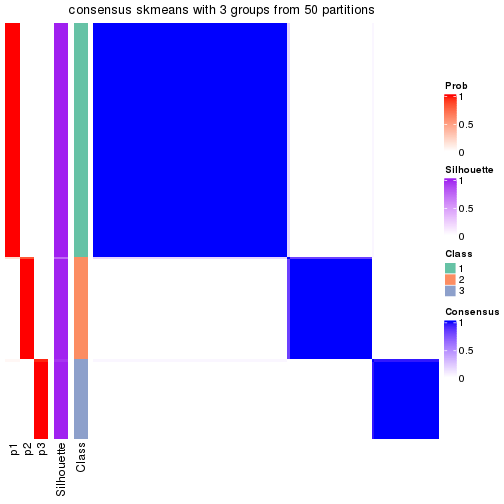 consensus skmeans with 3 groups from 50 partitions
Prob
1
0.5
0
Silhouette
1
0.5
0
Class
1
2
3
Consensus
1
0.5
0
p1
p2
p3
Silhouette
Class